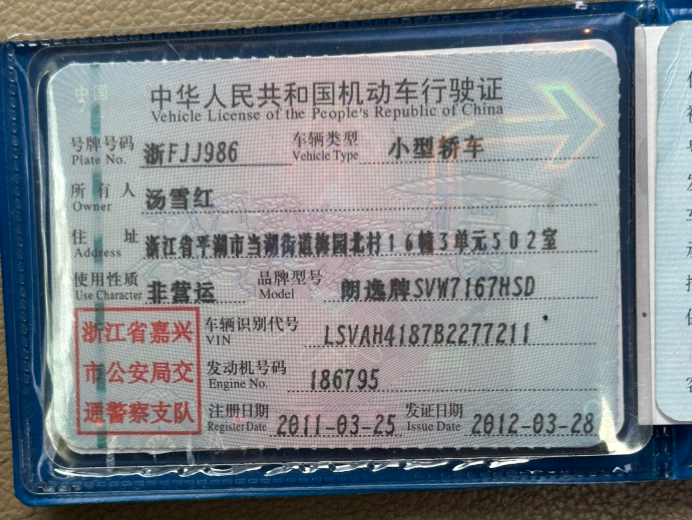 中国
中华人民共和国机动车行驶证
Vehicle License of the People's Republic of China
号牌号码 浙FJJ986 车辆类型 小型轿车
Plate No. Vehicle Type
所有人 汤雪红
Owner
住址 浙江省平湖市当湖街道梅园北村16幢3单元502室
Address
使用性质 非营运 品牌型号 朗逸牌SVW7167HSD
Use Character Model
浙江省嘉兴
市公安局交
通警察支队
车辆识别代号 LSVAH4187B2277211
VIN
发动机号码 186795
Engine No.
注册日期 2011-03-25 发证日期 2012-03-28
Register Date Issue Date